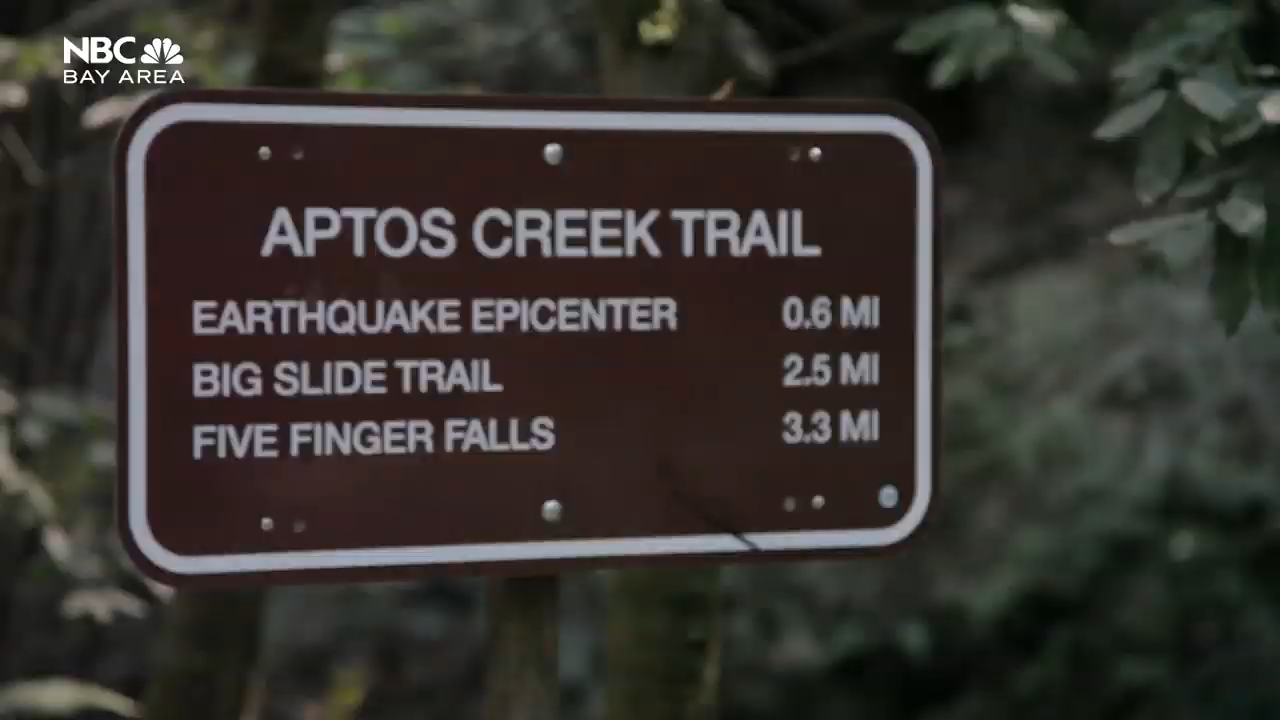 NBC
BAY AREA
APTOS CREEK TRAIL
EARTHQUAKE EPICENTER 0.6 MI
BIG SLIDE TRAIL 2.5 MI
FIVE FINGER FALLS 3.3 MI